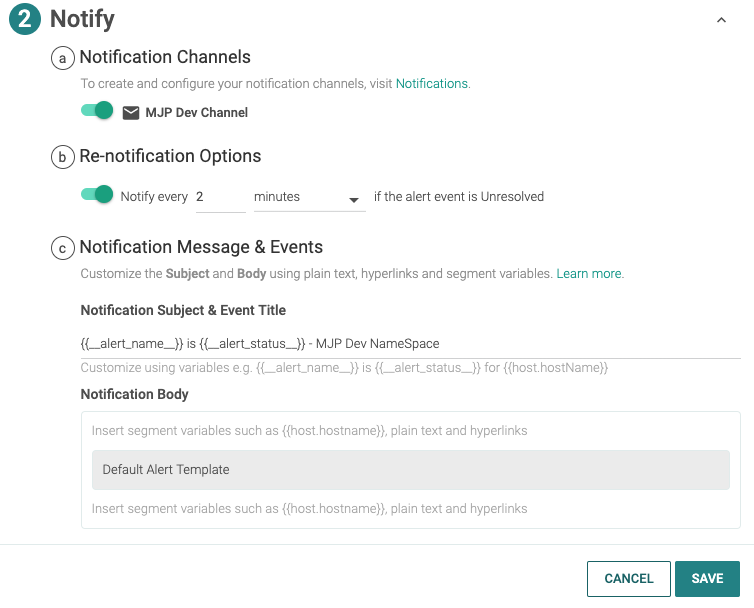 2 Notify
a Notification Channels
To create and configure your notification channels, visit Notifications.
MJP Dev Channel
b Re-notification Options
Notify every 2 minutes if the alert event is Unresolved
c Notification Message & Events
Customize the Subject and Body using plain text, hyperlinks and segment variables. Learn more.
Notification Subject & Event Title
{{__alert_name__}} is {{__alert_status__}} - MJP Dev NameSpace
Customize using variables e.g. {{__alert_name__}} is {{__alert_status__}} for {{host.hostName}}
Notification Body
Insert segment variables such as {{host.hostname}}, plain text and hyperlinks
Default Alert Template
Insert segment variables such as {{host.hostname}}, plain text and hyperlinks
CANCEL SAVE